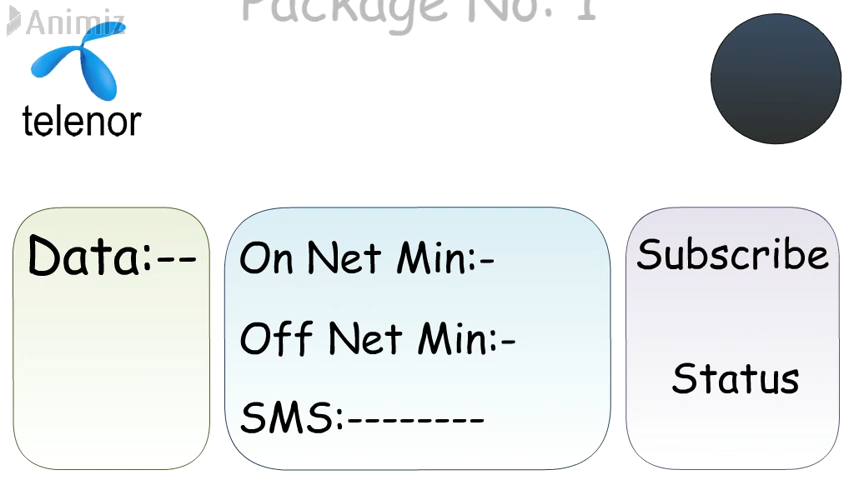 Animiz
Package No: 1
telenor
Data:--
On Net Min:-
Off Net Min:-
SMS:--------
Subscribe
Status